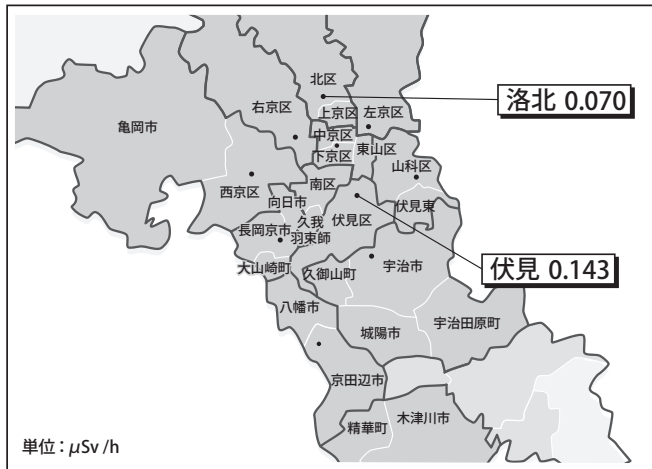 北区
洛北 0.070
右京区
上京区
左京区
亀岡市
中京区
下京区
東山区
山科区
西京区
南区
向日市
伏見区
伏見東
久我
羽束師
長岡京市
大山崎町
久御山町
宇治市
伏見 0.143
八幡市
城陽市
宇治田原町
京田辺市
精華町
木津川市
単位：μSv /h